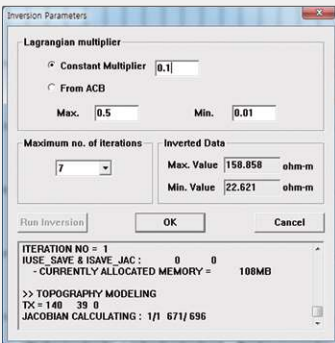 Inversion Parameters
Lagrangian multiplier
Constant Multiplier 0.1
From ACB
Max. 0.5 Min. 0.01
Maximum no. of iterations
7
Inverted Data
Max. Value 158.858 ohm-m
Min. Value 22.621 ohm-m
Run Inversion OK Cancel
ITERATION NO = 1
IUSE_SAVE & ISAVE_JAC : 0 0
- CURRENTLY ALLOCATED MEMORY = 108MB
>> TOPOGRAPHY MODELING
TX = 140 39 0
JACOBIAN CALCULATING : 1/1 671/ 696